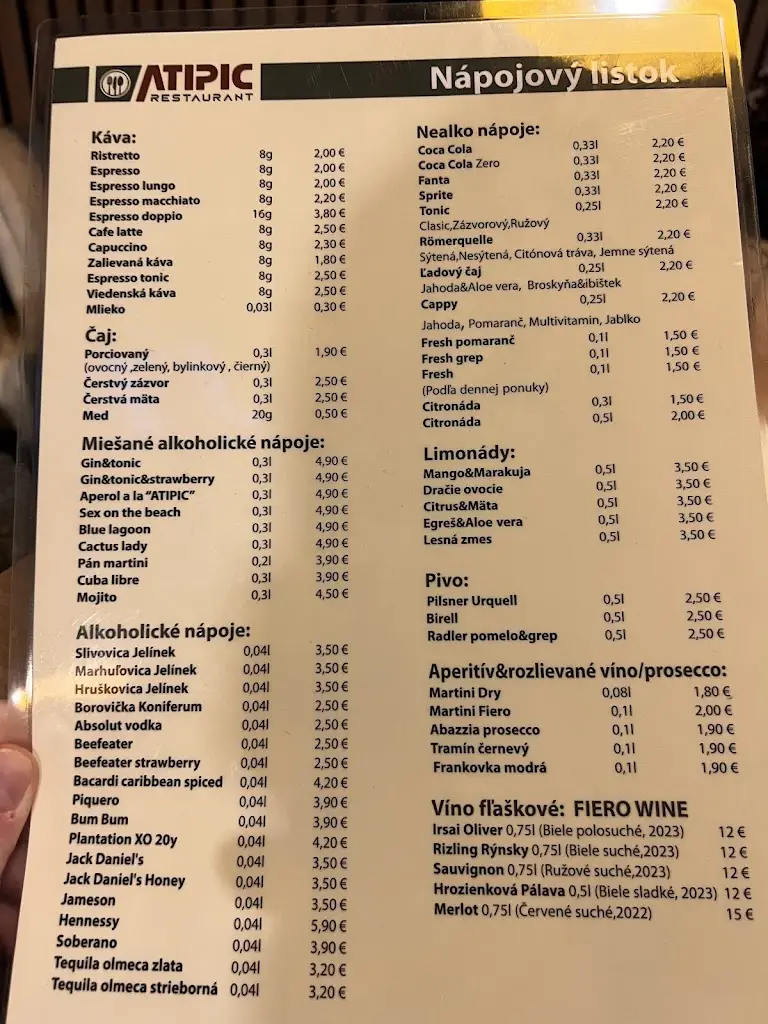 ATIPIC
RESTAURANT
Nápojový lístok
Káva:
Ristretto 8g 2,00 €
Espresso 8g 2,00 €
Espresso lungo 8g 2,00 €
Espresso macchiato 8g 2,20 €
Espresso doppio 16g 3,80 €
Cafe latte 8g 2,50 €
Capuccino 8g 2,30 €
Zalievaná káva 8g 1,80 €
Espresso tonic 8g 2,50 €
Viedenská káva 8g 2,50 €
Mlieko 0,03l 0,30 €
Čaj:
Porciovaný 0,3l 1,90 €
(ovocný ,zelený, bylinkový , čierný)
Čerstvý zázvor 0,3l 2,50 €
Čerstvá mäta 0,3l 2,50 €
Med 20g 0,50 €
Miešané alkoholické nápoje:
Gin&tonic 0,3l 4,90 €
Gin&tonic&strawberry 0,3l 4,90 €
Aperol a la “ATIPIC” 0,3l 4,90 €
Sex on the beach 0,3l 4,90 €
Blue lagoon 0,3l 4,90 €
Cactus lady 0,3l 4,90 €
Pán martini 0,2l 3,90 €
Cuba libre 0,3l 3,90 €
Mojito 0,3l 4,50 €
Alkoholické nápoje:
Slivovica Jelínek 0,04l 3,50 €
Marhuľovica Jelínek 0,04l 3,50 €
Hruškovica Jelínek 0,04l 3,50 €
Borovička Koniferum 0,04l 2,50 €
Absolut vodka 0,04l 2,50 €
Beefeater 0,04l 2,50 €
Beefeater strawberry 0,04l 2,50 €
Bacardi caribbean spiced 0,04l 4,20 €
Piquero 0,04l 3,90 €
Bum Bum 0,04l 3,90 €
Plantation XO 20y 0,04l 4,20 €
Jack Daniel's 0,04l 3,50 €
Jack Daniel's Honey 0,04l 3,50 €
Jameson 0,04l 3,50 €
Hennessy 0,04l 5,90 €
Soberano 0,04l 3,90 €
Tequila olmeca zlata 0,04l 3,20 €
Tequila olmeca strieborná 0,04l 3,20 €
Nealko nápoje:
Coca Cola 0,33l 2,20 €
Coca Cola Zero 0,33l 2,20 €
Fanta 0,33l 2,20 €
Sprite 0,33l 2,20 €
Tonic 0,25l 2,20 €
Clasic,Zázvorový,Ružový
Römerquelle 0,33l 2,20 €
Sýtená,Nesýtená, Citónová tráva, Jemne sýtená
Ľadový čaj 0,25l 2,20 €
Jahoda&Aloe vera, Broskyňa&ibištek
Cappy 0,25l 2,20 €
Jahoda, Pomaranč, Multivitamin, Jablko
Fresh pomaranč 0,1l 1,50 €
Fresh grep 0,1l 1,50 €
Fresh 0,1l 1,50 €
(Podľa dennej ponuky)
Citronáda 0,3l 1,50 €
Citronáda 0,5l 2,00 €
Limonády:
Mango&Marakuja 0,5l 3,50 €
Dračie ovocie 0,5l 3,50 €
Citrus&Mäta 0,5l 3,50 €
Egreš&Aloe vera 0,5l 3,50 €
Lesná zmes 0,5l 3,50 €
Pivo:
Pilsner Urquell 0,5l 2,50 €
Birell 0,5l 2,50 €
Radler pomelo&grep 0,5l 2,50 €
Aperitív&rozlievané víno/prosecco:
Martini Dry 0,08l 1,80 €
Martini Fiero 0,1l 2,00 €
Abazzia prosecco 0,1l 1,90 €
Tramín černevý 0,1l 1,90 €
Frankovka modrá 0,1l 1,90 €
Víno fľaškové: FIERO WINE
Irsai Oliver 0,75l (Biele polosuché, 2023) 12 €
Rizling Rýnsky 0,75l (Biele suché,2023) 12 €
Sauvignon 0,75l (Ružové suché,2023) 12 €
Hrozienková Pálava 0,5l (Biele sladké, 2023) 12 €
Merlot 0,75l (Červené suché,2022) 15 €